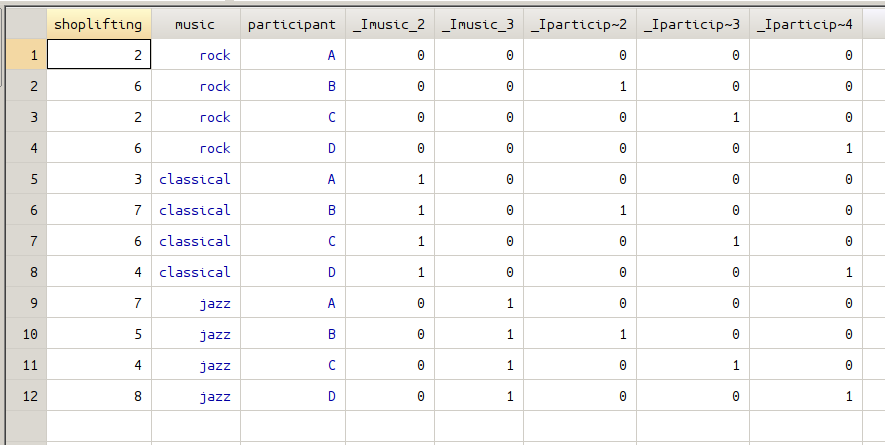 shoplifting music participant _Imusic_2 _Imusic_3 _Iparticip~2 _Iparticip~3 _Iparticip~4
1 2 rock A 0 0 0 0 0
2 6 rock B 0 0 1 0 0
3 2 rock C 0 0 0 1 0
4 6 rock D 0 0 0 0 1
5 3 classical A 1 0 0 0 0
6 7 classical B 1 0 1 0 0
7 6 classical C 1 0 0 1 0
8 4 classical D 1 0 0 0 1
9 7 jazz A 0 1 0 0 0
10 5 jazz B 0 1 1 0 0
11 4 jazz C 0 1 0 1 0
12 8 jazz D 0 1 0 0 1